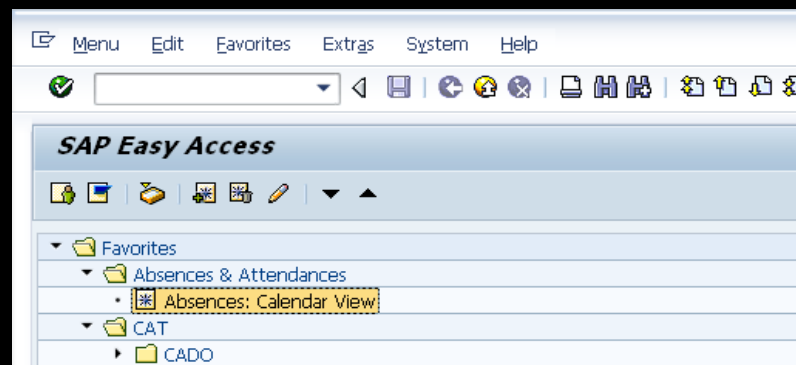 Menu Edit Favorites Extras System Help
SAP Easy Access
Favorites
Absences & Attendances
Absences: Calendar View
CAT
CADO